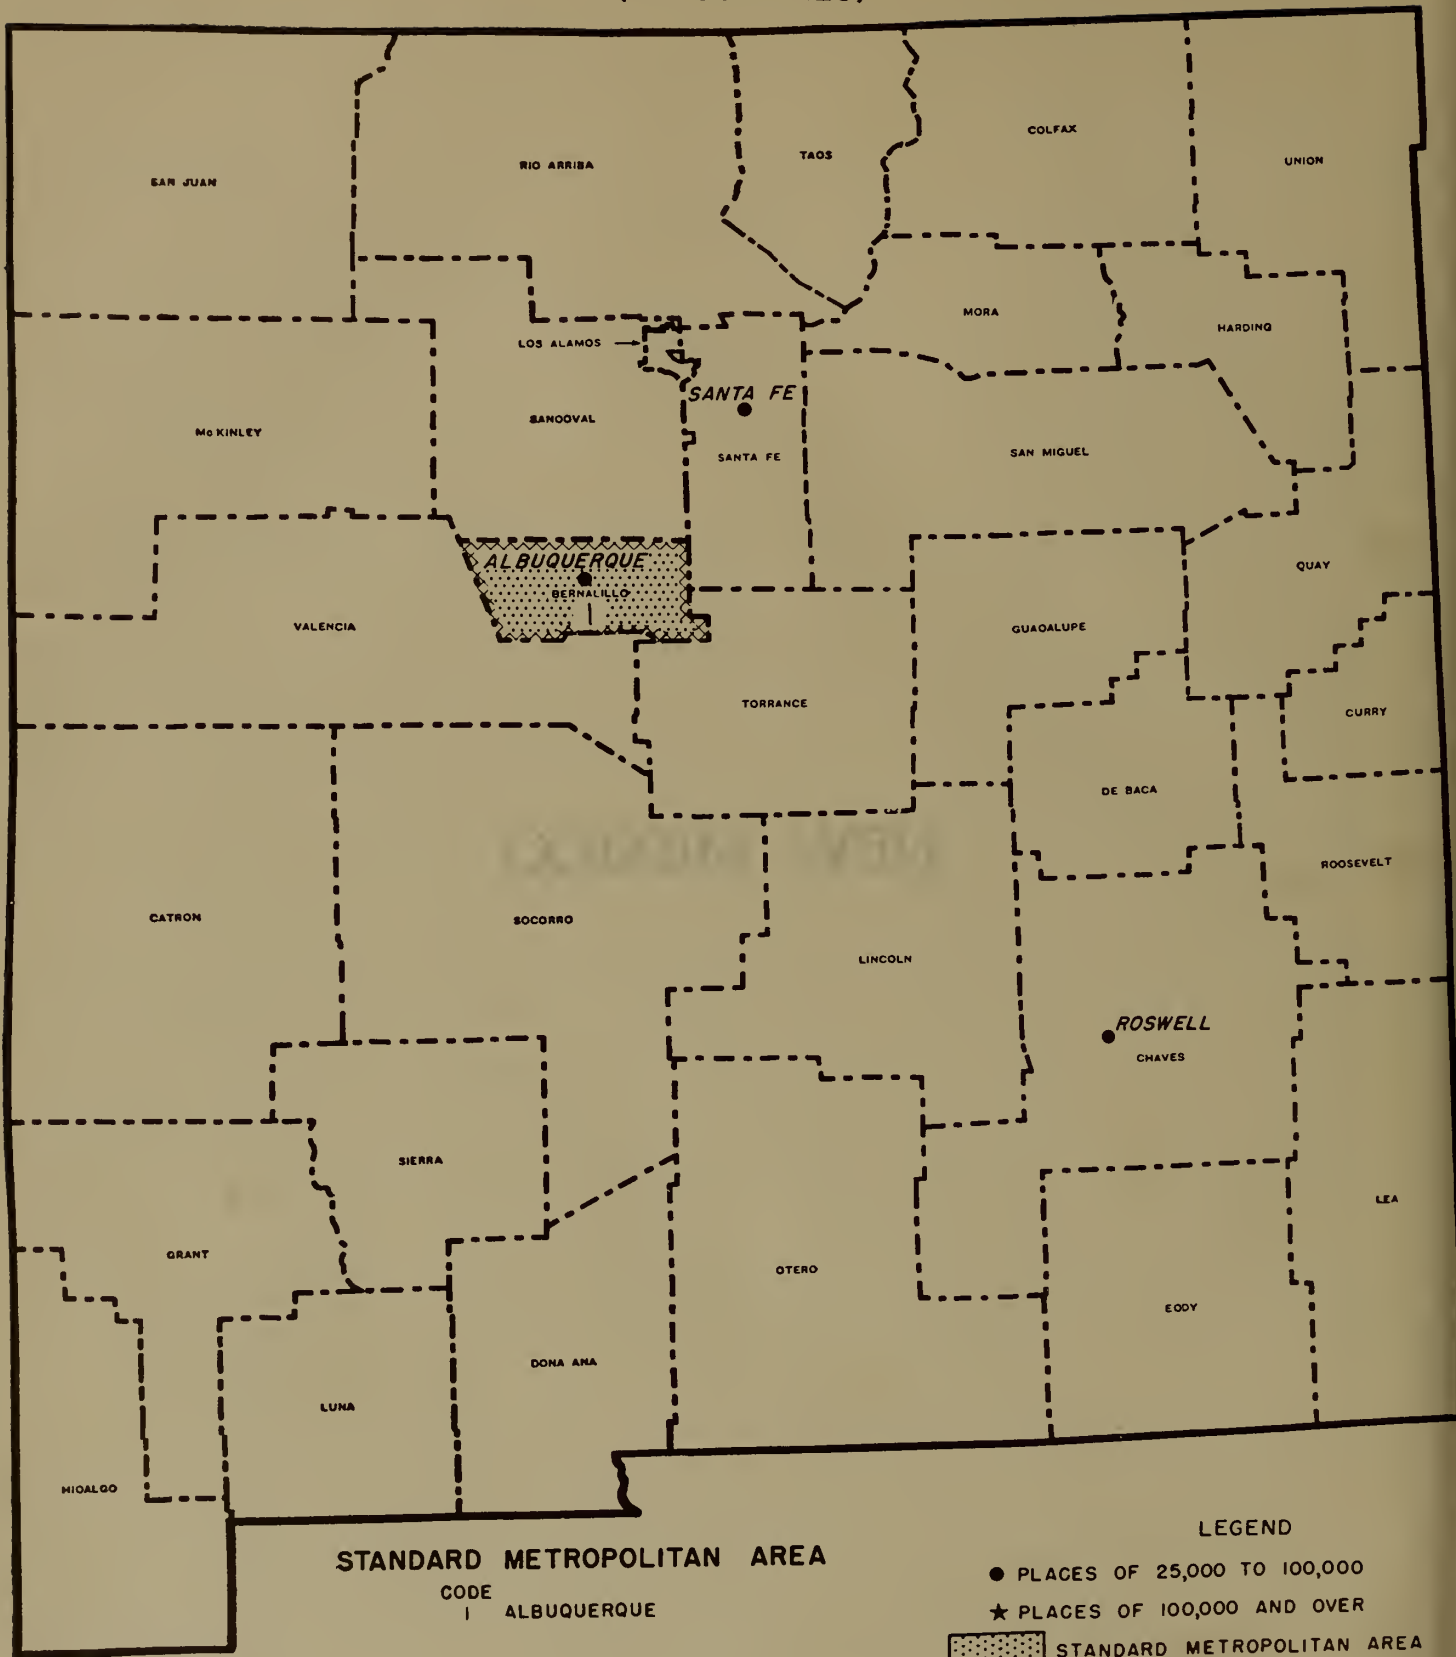 COLFAX
TAOS
UNION
RIO ARRIBA
SAN JUAN
MORA
HARDING
LOS ALAMOS
SANTA FE
SANDOVAL
McKINLEY
SANTA FE
SAN MIGUEL
ALBUQUERQUE
QUAY
BERNALILLO
1
VALENCIA
GUADALUPE
TORRANCE
CURRY
DE BACA
ROOSEVELT
CATRON
SOCORRO
LINCOLN
ROSWELL
CHAVES
SIERRA
LEA
GRANT
OTERO
EDDY
DONA ANA
LUNA
HIDALGO
STANDARD METROPOLITAN AREA
CODE
1 ALBUQUERQUE
LEGEND
● PLACES OF 25,000 TO 100,000
★ PLACES OF 100,000 AND OVER
STANDARD METROPOLITAN AREA